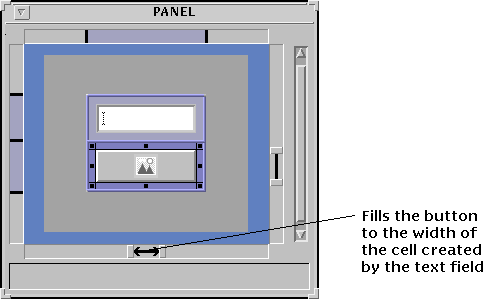 PANEL
Fills the button
to the width of
the cell created
by the text field